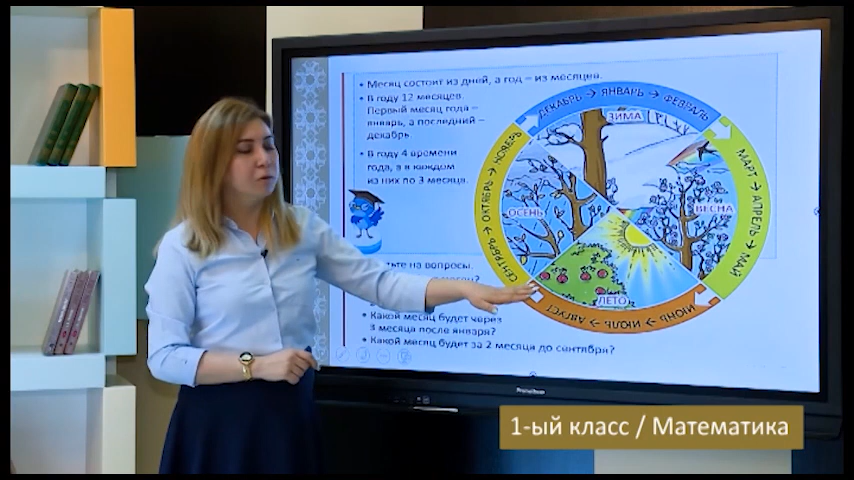 • Месяц состоит из дней, а год – из месяцев.
• В году 12 месяцев.
Первый месяц года –
январь, а последний –
декабрь.
• В году 4 времени
года, а в каждом
из них по 3 месяца.
ДЕКАБРЬ → ЯНВАРЬ → ФЕВРАЛЬ
МАРТ → АПРЕЛЬ → МАЙ
ИЮНЬ → ИЮЛЬ → АВГУСТ
СЕНТЯБРЬ → ОКТЯБРЬ → НОЯБРЬ
ЗИМА
ВЕСНА
ОСЕНЬ
ЛЕТО
на вопросы.
• Какой месяц будет через
3 месяца после января?
• Какой месяц будет за 2 месяца до сентября?
Promethean
1-ый класс / Математика